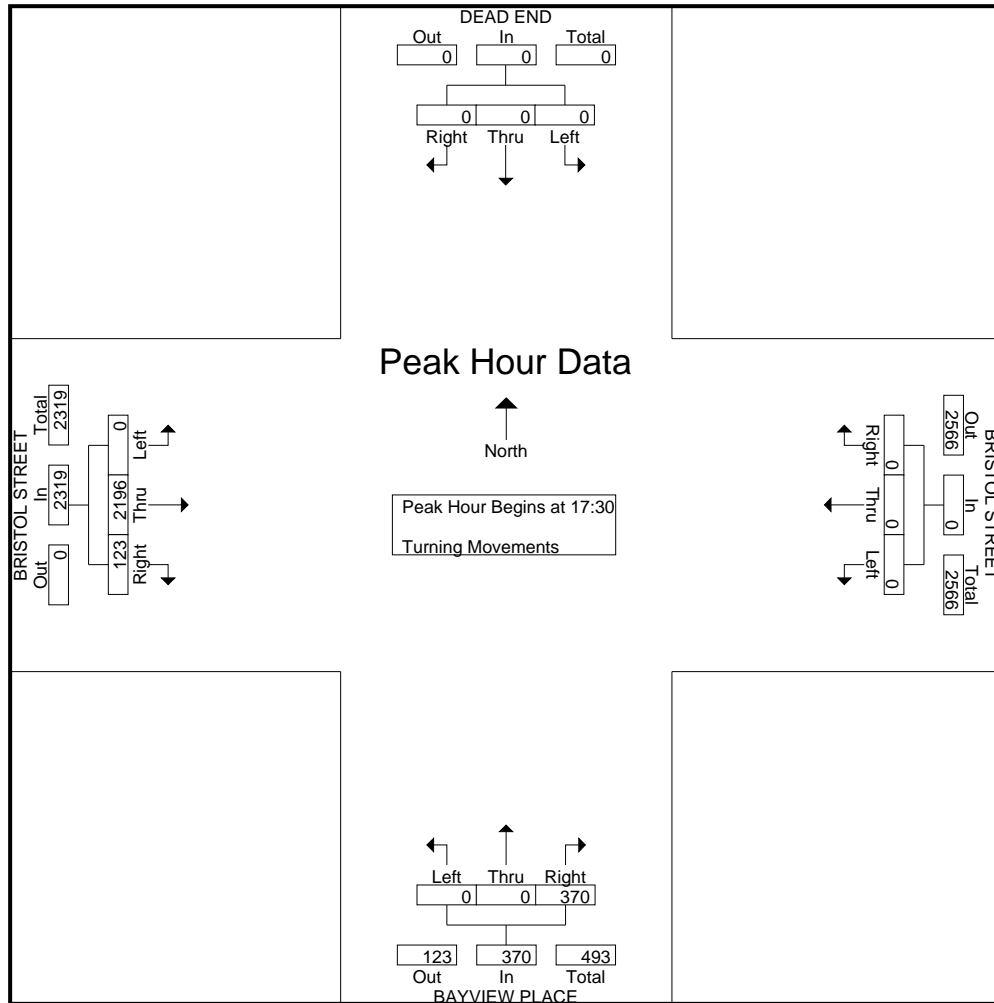 DEAD END
Out In Total
0 0 0
0 0 0
Right Thru Left
Peak Hour Data
North
Peak Hour Begins at 17:30
Turning Movements
BRISTOL STREET
Out In Total
0 2319 2319
123 2196 0
Right Thru Left
BRISTOL STREET
Out In Total
2566 0 2566
0 0 0
Right Thru Left
Left Thru Right
0 0 370
123 370 493
Out In Total
BAYVIEW PLACE